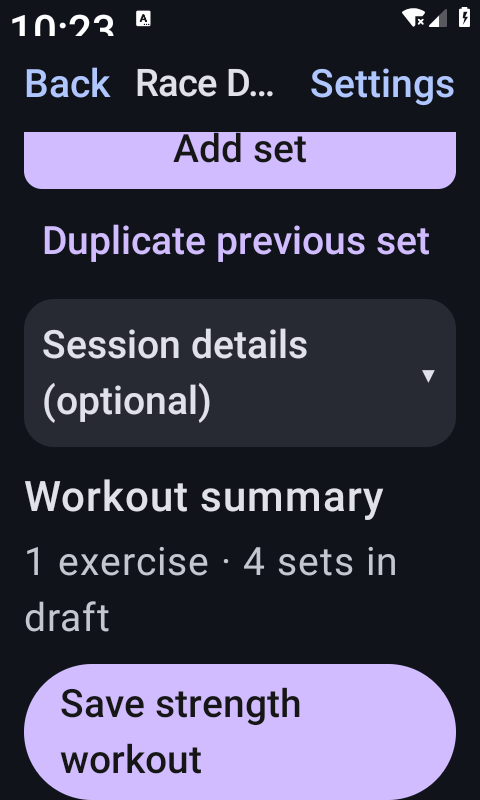 10:23
Back Race D... Settings
Add set
Duplicate previous set
Session details
(optional)
Workout summary
1 exercise · 4 sets in
draft
Save strength
workout